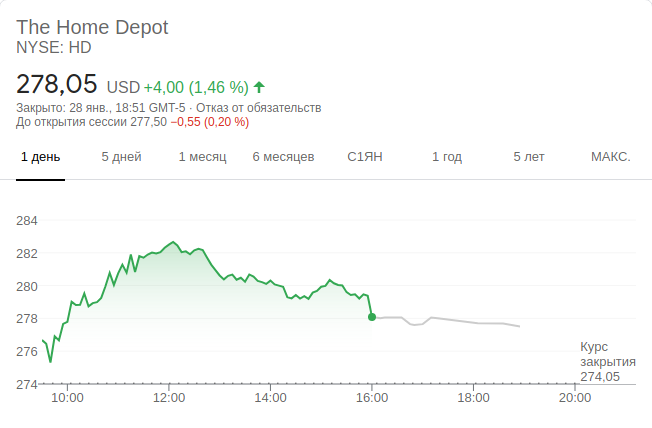 The Home Depot
NYSE: HD
278,05 USD +4,00 (1,46 %)
Закрыто: 28 янв., 18:51 GMT-5 · Отказ от обязательств
До открытия сессии 277,50 −0,55 (0,20 %)
1 день 5 дней 1 месяц 6 месяцев С1ЯН 1 год 5 лет МАКС.
284
282
280
278
276
274
Курс
закрытия
274,05
10:00 12:00 14:00 16:00 18:00 20:00